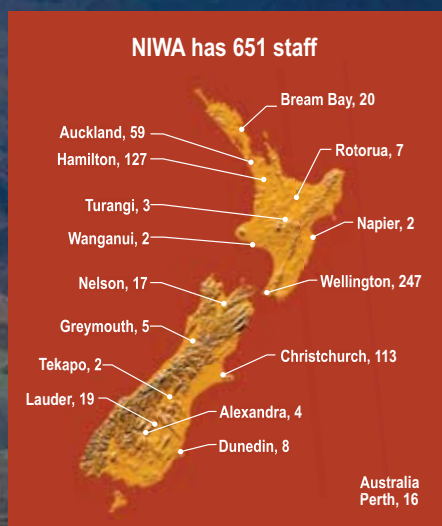 NIWA has 651 staff
Bream Bay, 20
Auckland, 59
Hamilton, 127
Rotorua, 7
Turangi, 3
Napier, 2
Wanganui, 2
Nelson, 17
Wellington, 247
Greymouth, 5
Christchurch, 113
Tekapo, 2
Lauder, 19
Alexandra, 4
Dunedin, 8
Australia
Perth, 16